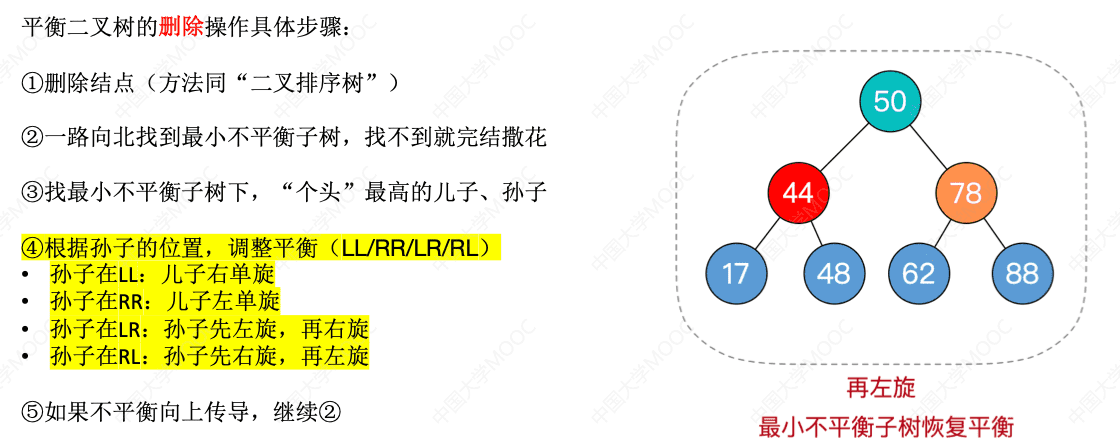 平衡二叉树的删除操作具体步骤：
①删除结点（方法同“二叉排序树”）
②一路向北找到最小不平衡子树，找不到就完结撒花
③找最小不平衡子树下，“个头”最高的儿子、孙子
④根据孙子的位置，调整平衡（LL/RR/LR/RL）
• 孙子在LL：儿子右单旋
• 孙子在RR：儿子左单旋
• 孙子在LR：孙子先左旋，再右旋
• 孙子在RL：孙子先右旋，再左旋
⑤如果不平衡向上传导，继续②
50
44 78
17 48 62 88
再左旋
最小不平衡子树恢复平衡
中国大学MOOC